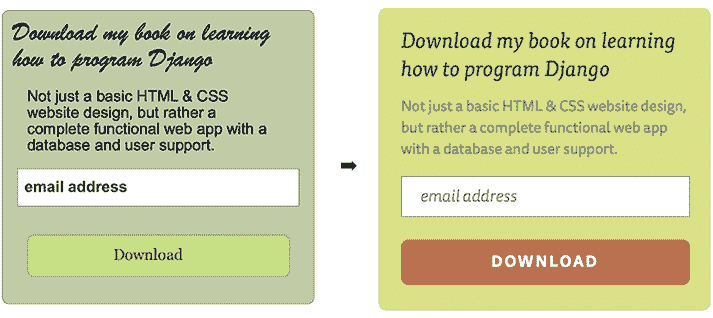 Download my book on learning
how to program Django
Not just a basic HTML & CSS
website design, but rather a
complete functional web app with a
database and user support.
email address
Download
Download my book on learning
how to program Django
Not just a basic HTML & CSS website design,
but rather a complete functional web app
with a database and user support.
email address
DOWNLOAD